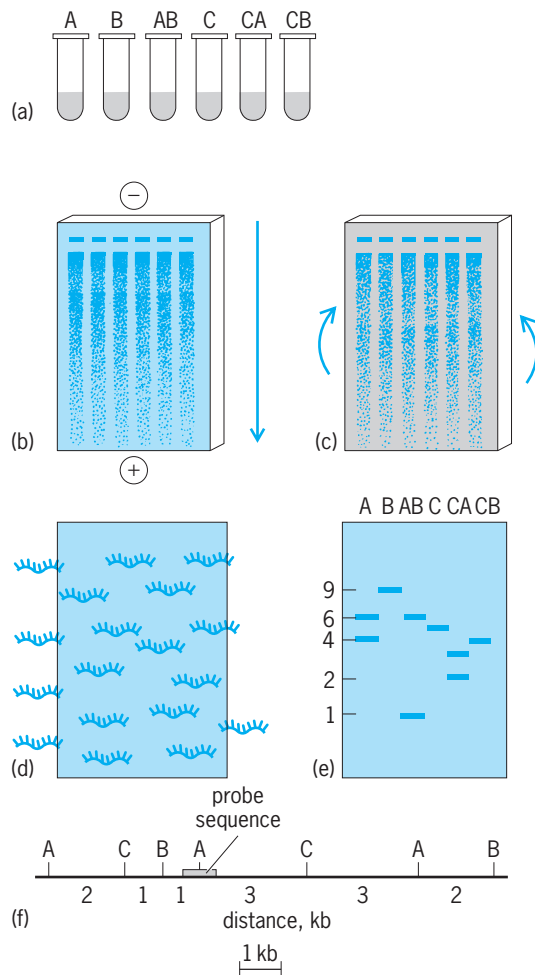 A B AB C CA CB
(a)
−
(b)
+
(c)
(d)
A B AB C CA CB
9
6
4
2
1
(e)
probe
sequence
A C B A C A B
2 1 1 3 3 2
(f)
distance, kb
1 kb